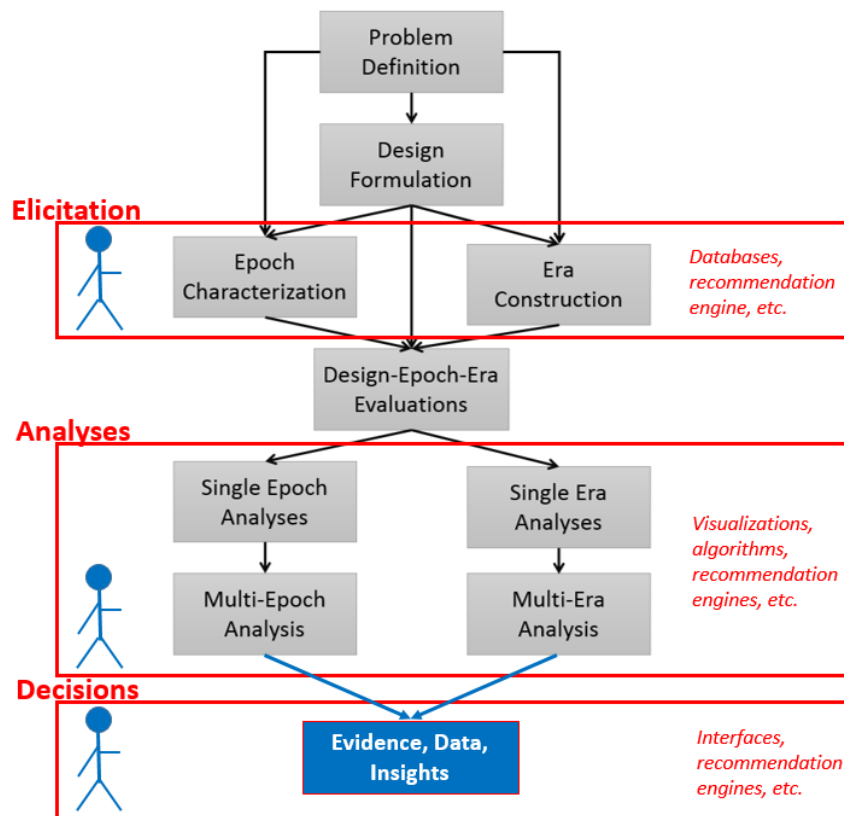 Problem
Definition
Design
Formulation
Elicitation
Epoch
Characterization
Era
Construction
Databases,
recommendation
engine, etc.
Design-Epoch-Era
Evaluations
Analyses
Single Epoch
Analyses
Single Era
Analyses
Visualizations,
algorithms,
recommendation
engines, etc.
Multi-Epoch
Analysis
Multi-Era
Analysis
Decisions
Evidence, Data,
Insights
Interfaces,
recommendation
engines, etc.